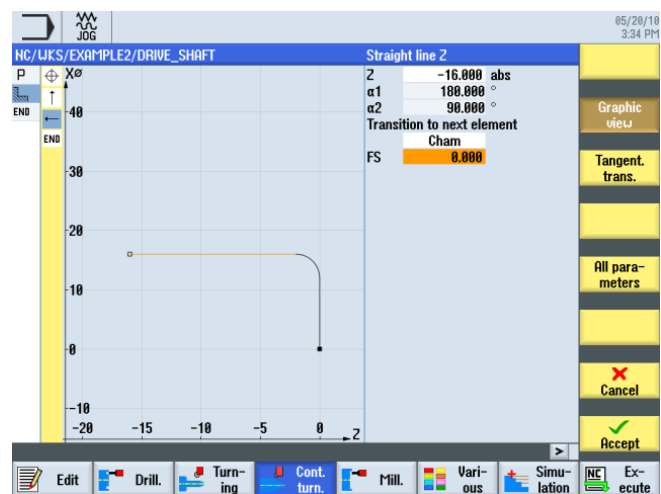 JOG
05/20/10
3:34 PM
NC/WKS/EXAMPLE2/DRIVE_SHAFT
Straight line Z
P
END
END
XØ
40
30
20
10
0
-10
-20 -15 -10 -5 0 Z
Z -16.000 abs
α1 180.000 °
α2 90.000 °
Transition to next element
Cham
FS 0.000
Graphic
view
Tangent.
trans.
All para-
meters
Cancel
Accept
>
Edit
Drill.
Turn-
ing
Cont.
turn.
Mill.
Vari-
ous
Simu-
lation
NC
Ex-
ecute